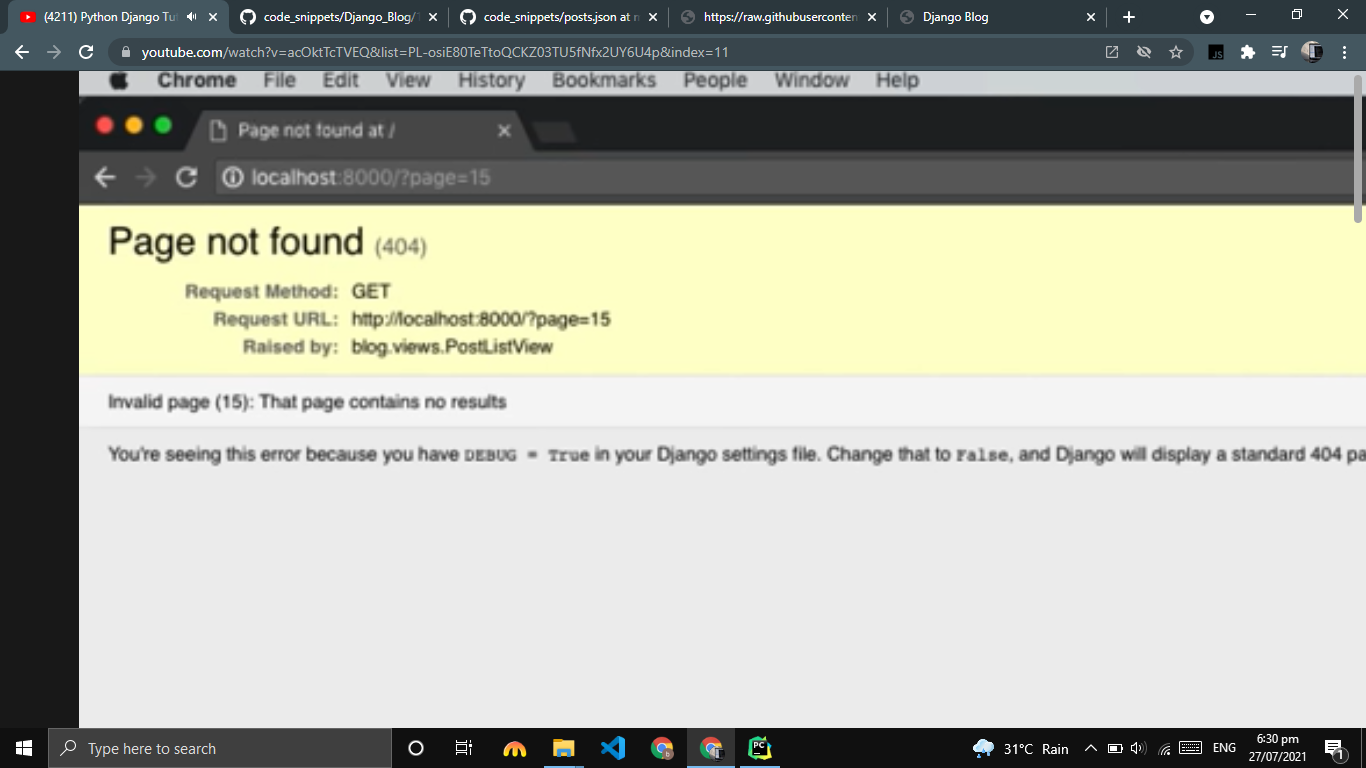 (4211) Python Django Tut
code_snippets/Django_Blog/
code_snippets/posts.json at m
https://raw.githubusercontent
Django Blog
youtube.com/watch?v=acOktTcTVEQ&list=PL-osiE80TeTtoQCKZ03TU5fNfx2UY6U4p&index=11
Chrome File Edit View History Bookmarks People Window Help
Page not found at /
localhost:8000/?page=15
Page not found (404)
Request Method: GET
Request URL: http://localhost:8000/?page=15
Raised by: blog.views.PostListView
Invalid page (15): That page contains no results
You're seeing this error because you have DEBUG = True in your Django settings file. Change that to False, and Django will display a standard 404 pa
Type here to search
31°C Rain
ENG
6:30 pm
27/07/2021
1